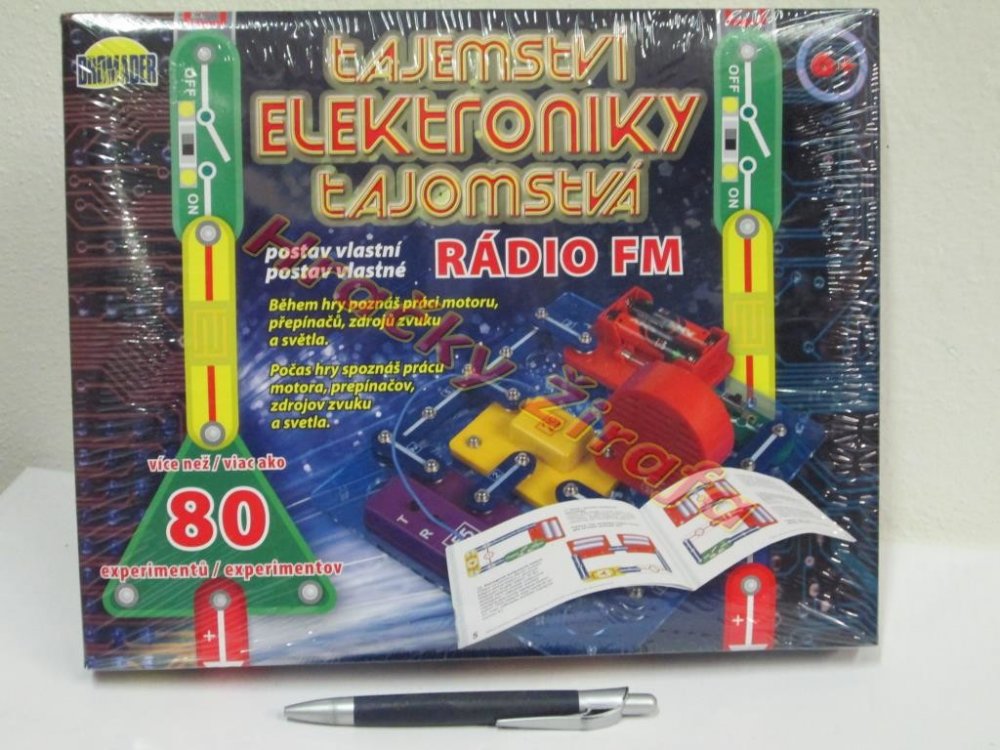 DROMADER
tajemství
elektroniky
tajomstvá
postav vlastní
postav vlastné
RÁDIO FM
Během hry poznáš práci motoru,
přepínačů, zdrojů zvuku
a světla.
Počas hry spoznáš prácu
motora, prepínačov,
zdrojov zvuku
a svetla.
více než / viac ako
80
experimentů / experimentov
OFF
ON
OFF
ON
Hračky Žirafa
T
R
5
+
+